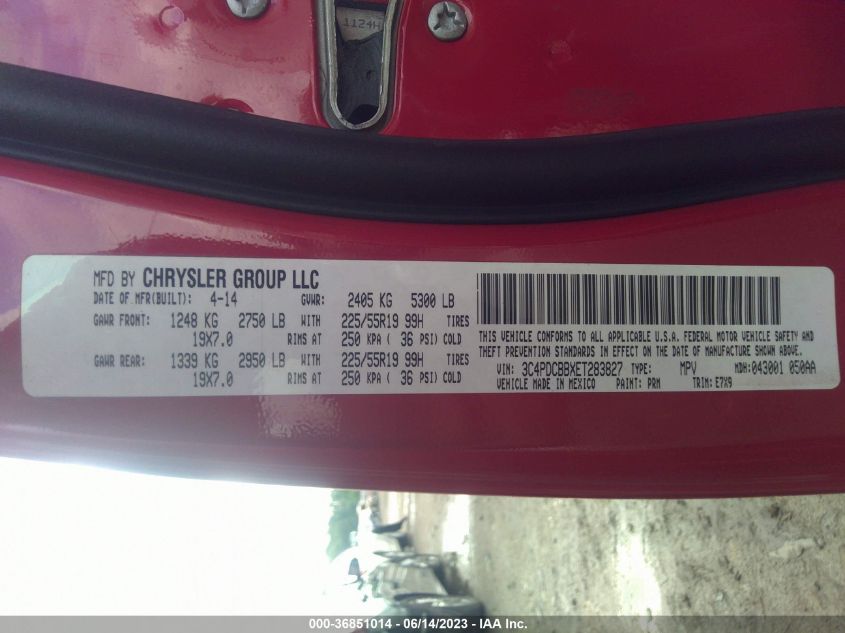 1124H
MFD BY CHRYSLER GROUP LLC
DATE OF MFR(BUILT): 4-14 GVWR: 2405 KG 5300 LB
GAWR FRONT: 1248 KG 2750 LB WITH 225/55R19 99H TIRES
19X7.0 RIMS AT 250 KPA ( 36 PSI) COLD
GAWR REAR: 1339 KG 2950 LB WITH 225/55R19 99H TIRES
19X7.0 RIMS AT 250 KPA ( 36 PSI) COLD
THIS VEHICLE CONFORMS TO ALL APPLICABLE U.S.A. FEDERAL MOTOR VEHICLE SAFETY AND
THEFT PREVENTION STANDARDS IN EFFECT ON THE DATE OF MANUFACTURE SHOWN ABOVE.
VIN: 3C4PDCBBXET283827 TYPE: MPV MDH:043001 050AA
VEHICLE MADE IN MEXICO PAINT: PRM TRIM: E7X9
000-36851014 - 06/14/2023 - IAA Inc.